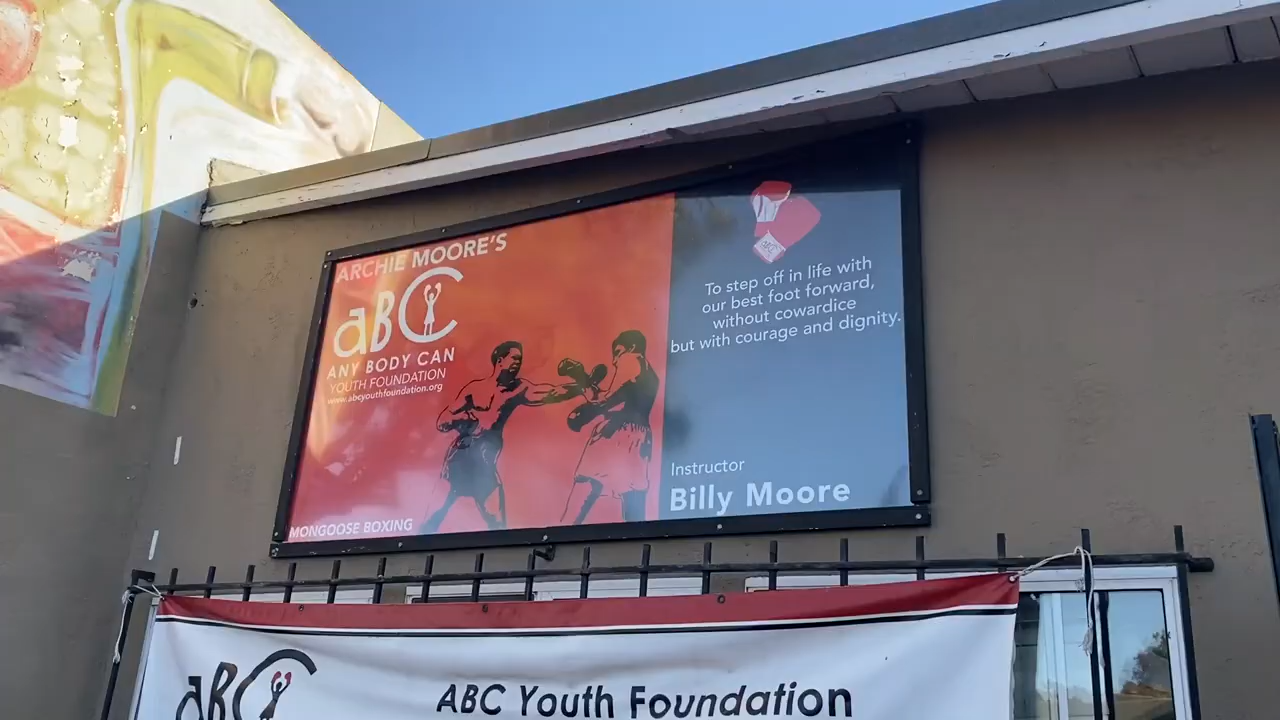 ARCHIE MOORE'S
aBC
ANY BODY CAN
YOUTH FOUNDATION
www.abcyouthfoundation.org
MONGOOSE BOXING
ABC
To step off in life with
our best foot forward,
without cowardice
but with courage and dignity.
Instructor
Billy Moore
aBC
ABC Youth Foundation